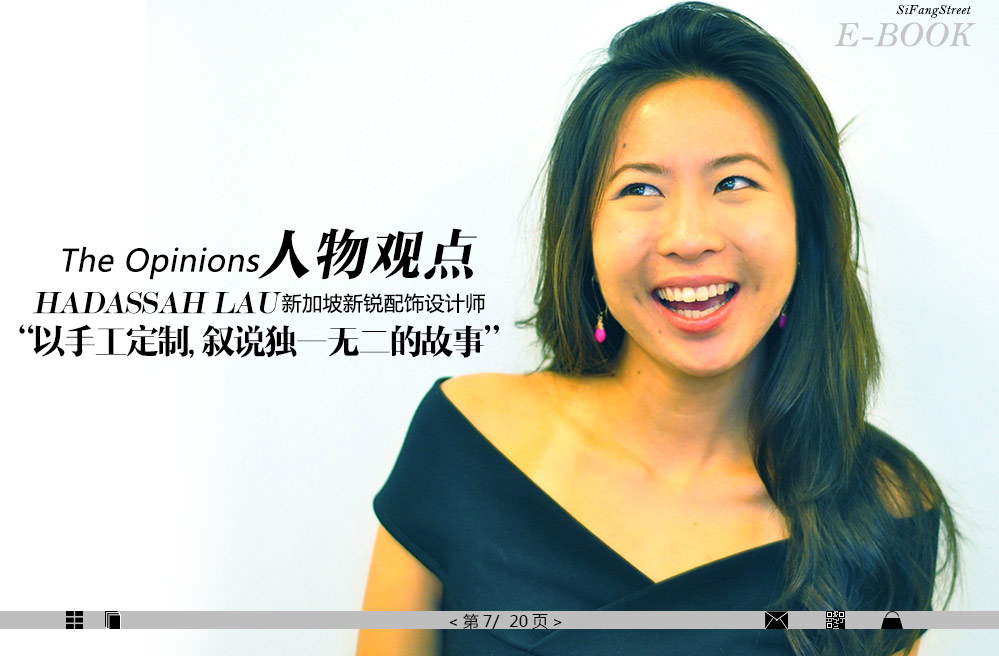 SiFangStreet
E-BOOK
The Opinions人物观点
HADASSAH LAU新加坡新锐配饰设计师
“以手工定制, 叙说独一无二的故事”
< 第 7/ 20 页 >